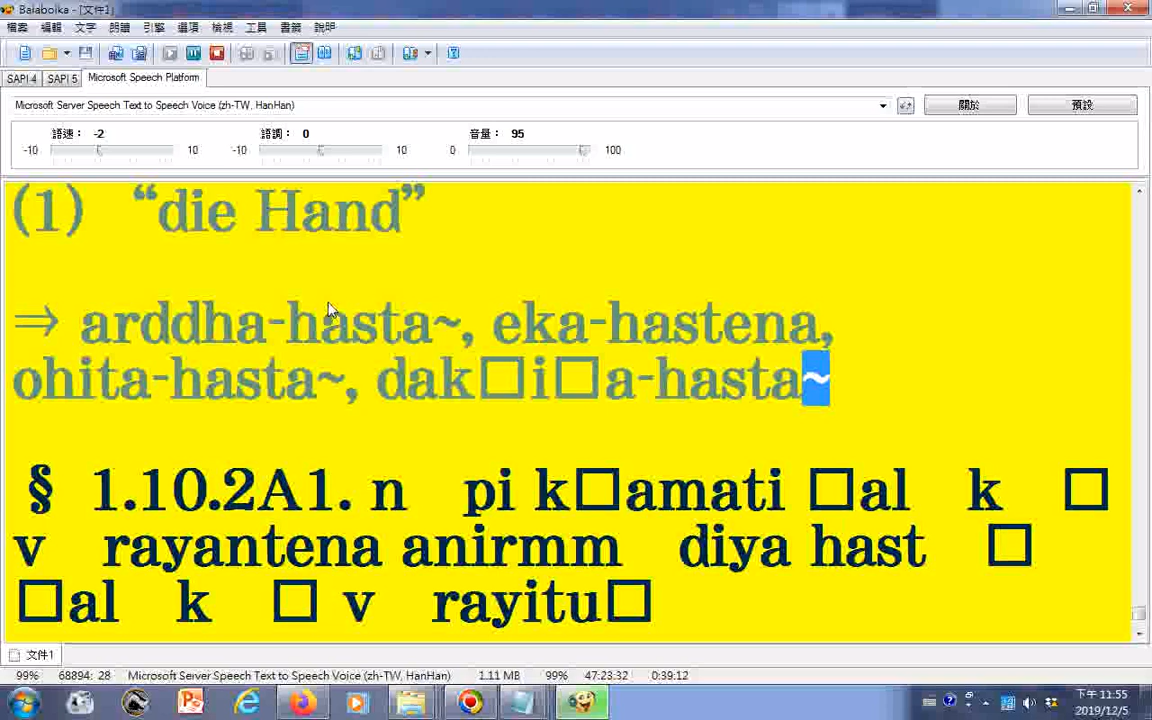 Balabolka - [文件1]
檔案 編輯 文字 朗讀 引擎 選項 檢視 工具 書籤 說明
SAPI 4 SAPI 5 Microsoft Speech Platform
Microsoft Server Speech Text to Speech Voice (zh-TW, HanHan) 關於 預設
語速： -2 語調： 0 音量： 95
-10 10 -10 10 0 100
(1) “die Hand”
⇒ arddha-hasta~, eka-hastena,
ohita-hasta~, dak□i□a-hasta~
§ 1.10.2A1. n pi k□amati □al k □
v rayantena anirmm diya hast □
□al k □ v rayitu□
文件1
99% 68894: 28 Microsoft Server Speech Text to Speech Voice (zh-TW, HanHan) 1.11 MB 99% 47:23:32 0:39:12
下午 11:55
2019/12/5